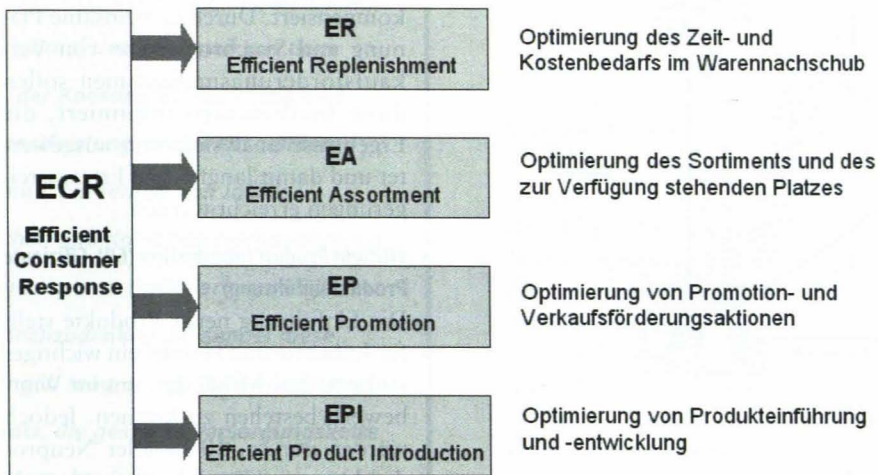 ER
Efficient Replenishment
Optimierung des Zeit- und
Kostenbedarfs im Warennachschub
EA
Efficient Assortment
Optimierung des Sortiments und des
zur Verfügung stehenden Platzes
ECR
Efficient
Consumer
Response
EP
Efficient Promotion
Optimierung von Promotion- und
Verkaufsförderungsaktionen
EPI
Efficient Product Introduction
Optimierung von Produkteinführung
und -entwicklung